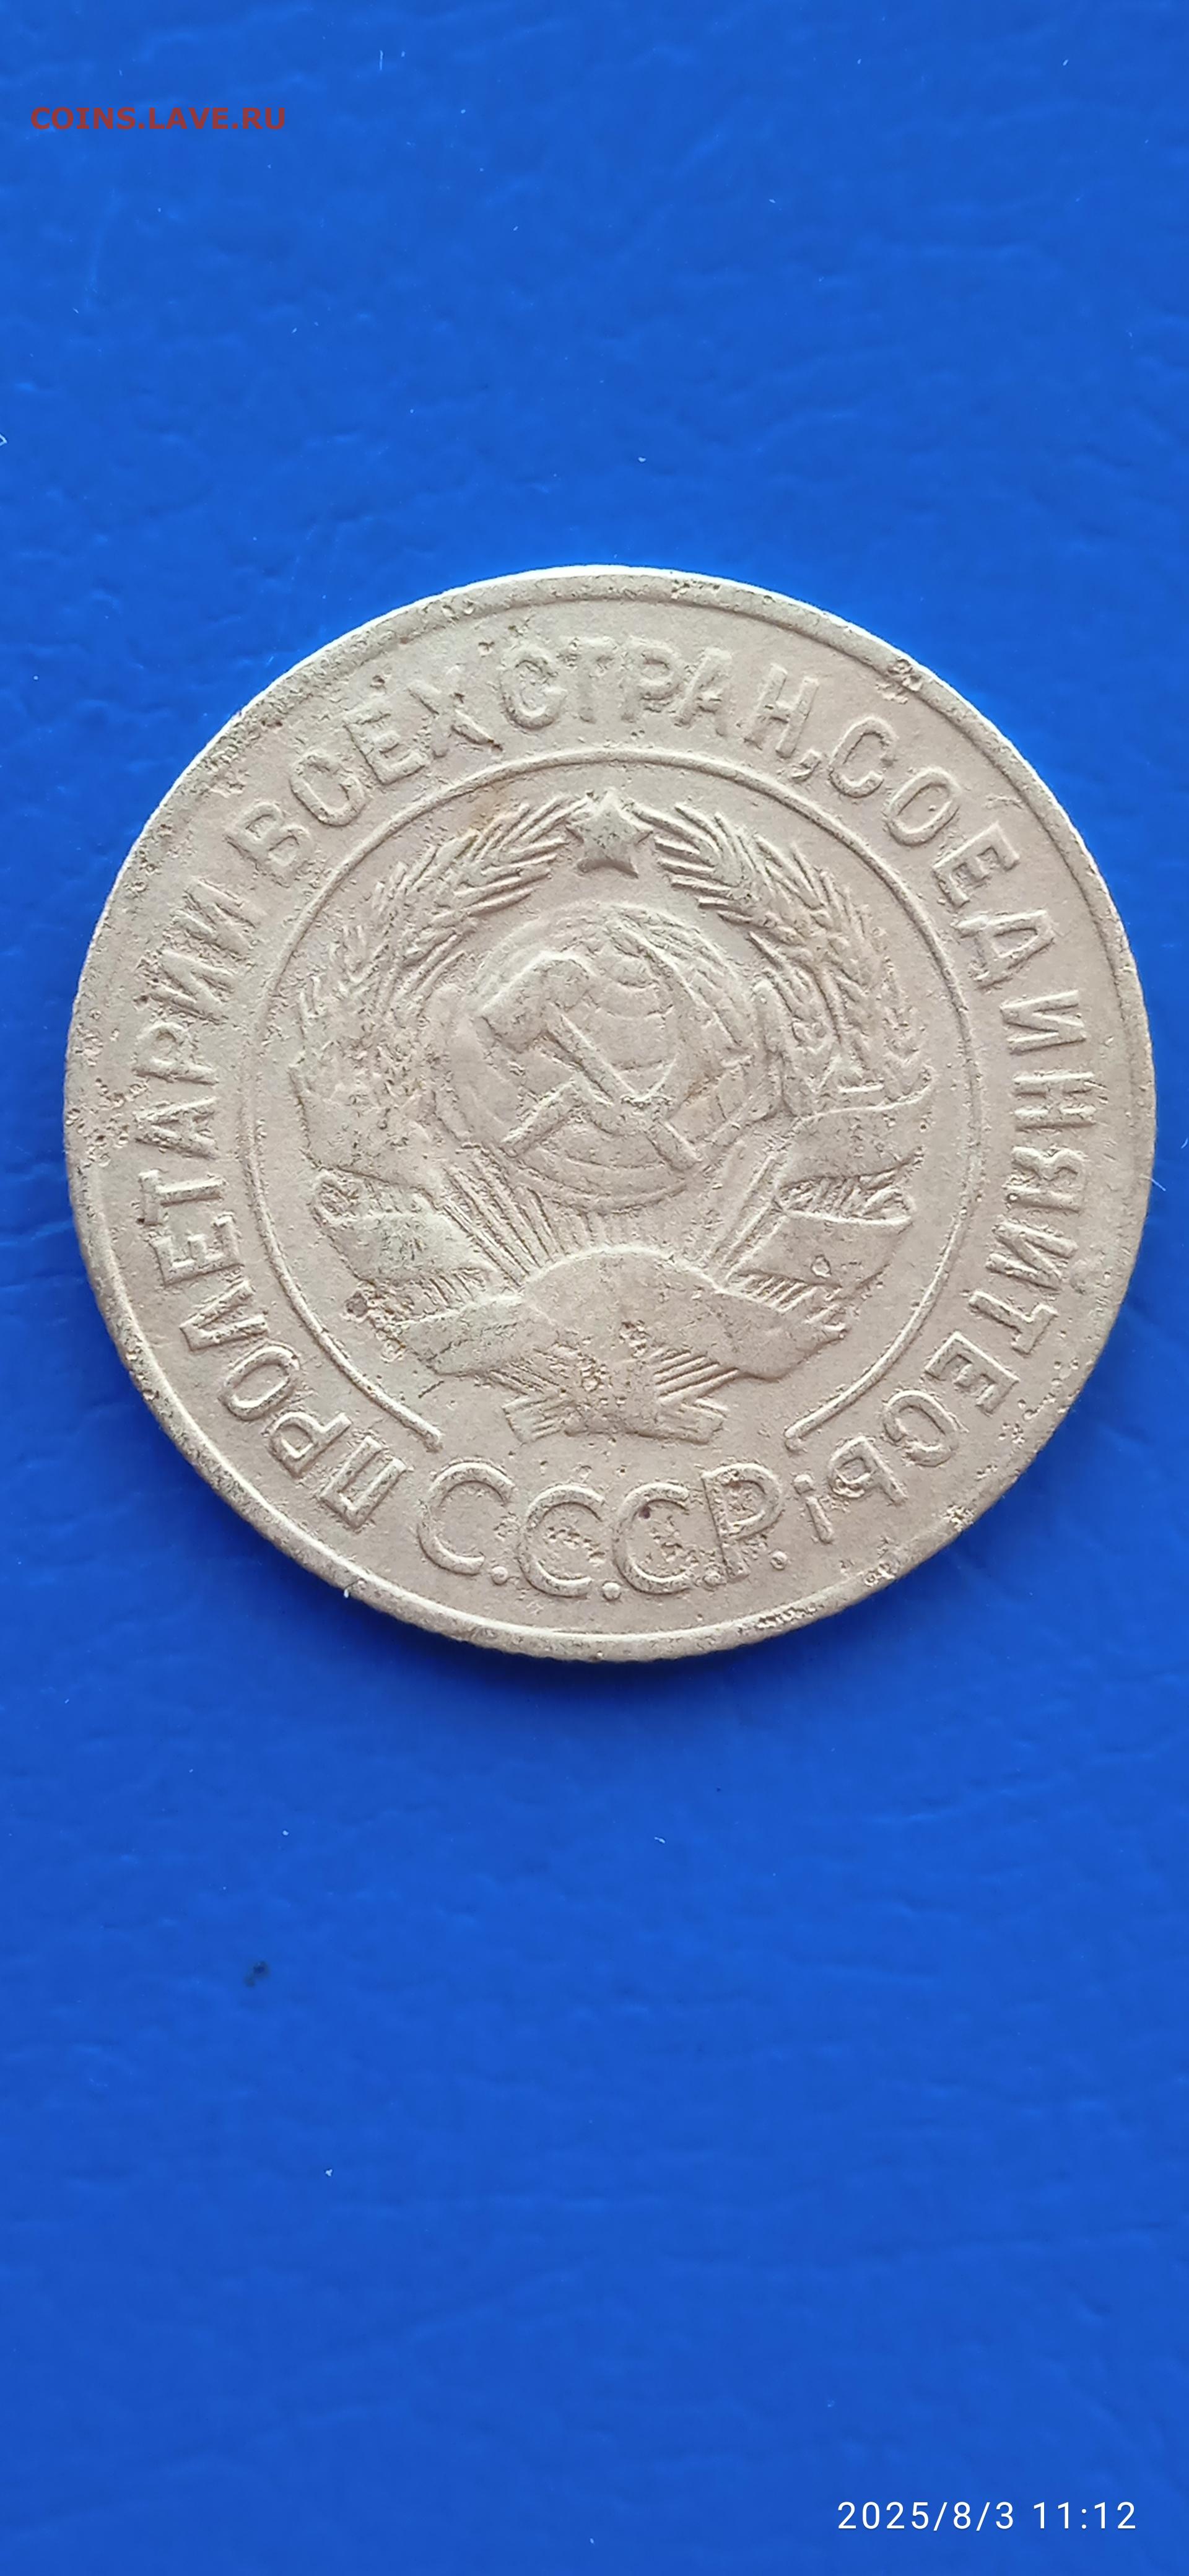 COINS.LAVE.RU
ПРОЛЕТАРИИ ВСЕХ СТРАН, СОЕДИНЯЙТЕСЬ!
С.С.С.Р.
2025/8/3 11:12